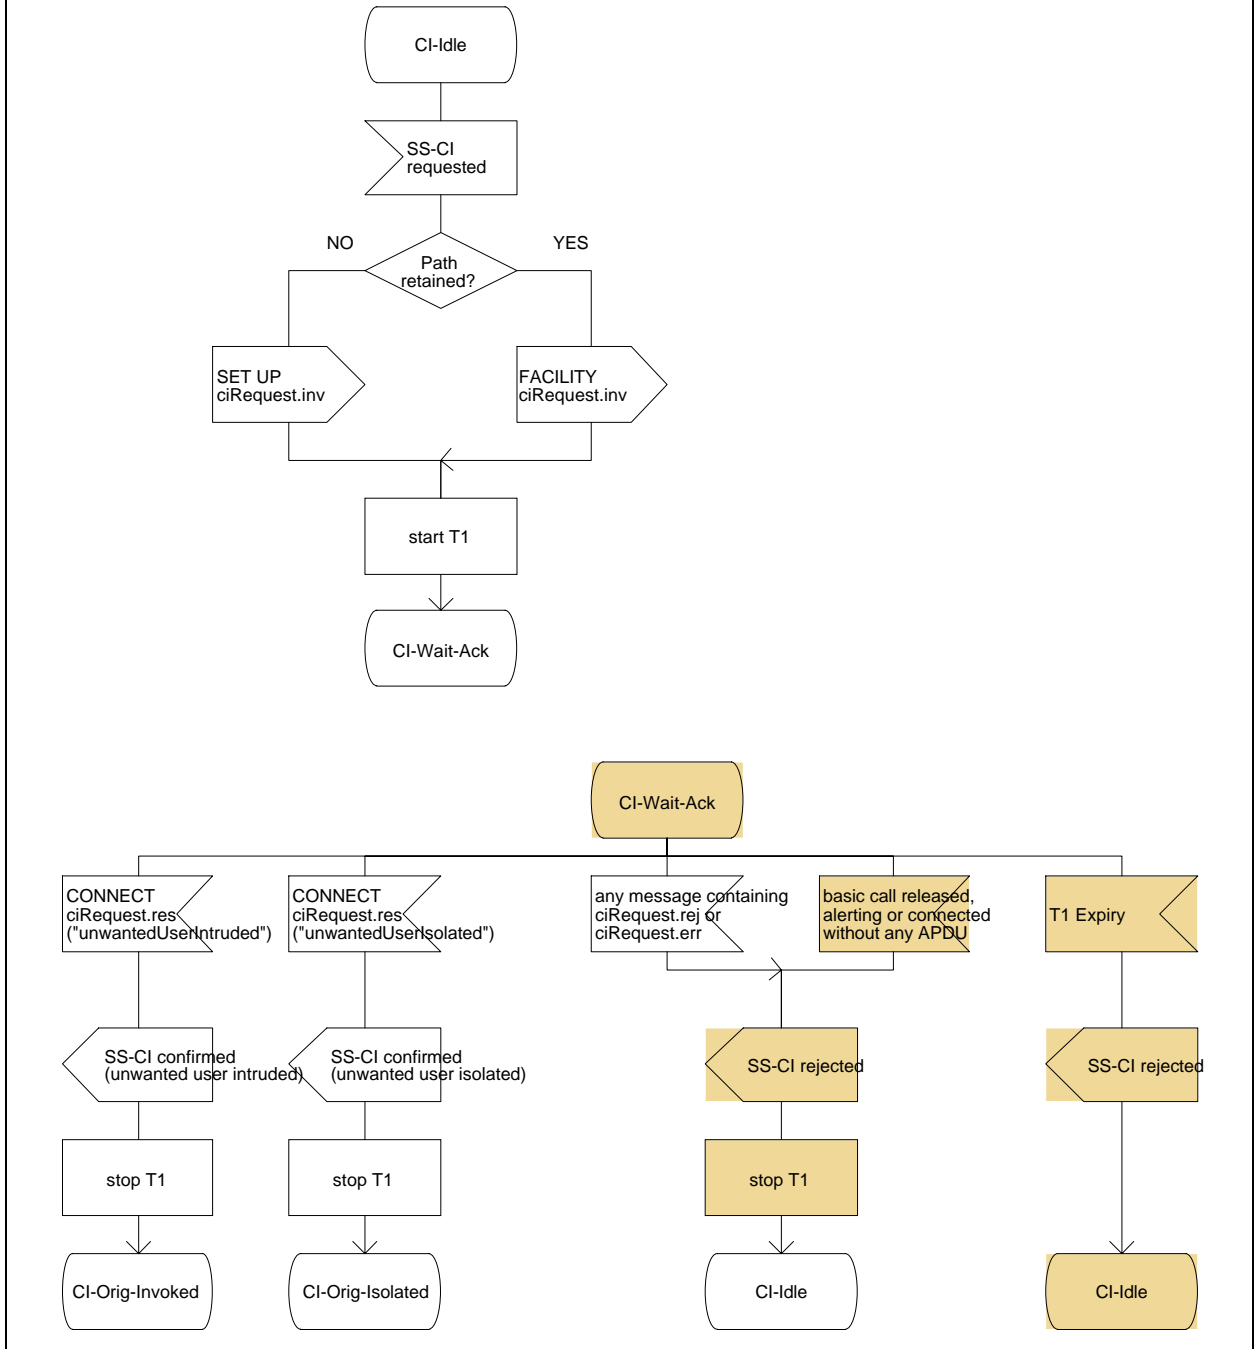 CI-Idle
SS-CI
requested
NO
YES
Path
retained?
SET UP
ciRequest.inv
FACILITY
ciRequest.inv
start T1
CI-Wait-Ack
CI-Wait-Ack
CONNECT
ciRequest.res
("unwantedUserIntruded")
CONNECT
ciRequest.res
("unwantedUserIsolated")
any message containing
ciRequest.rej or
ciRequest.err
basic call released,
alerting or connected
without any APDU
T1 Expiry
SS-CI confirmed
(unwanted user intruded)
SS-CI confirmed
(unwanted user isolated)
SS-CI rejected
SS-CI rejected
stop T1
stop T1
stop T1
CI-Orig-Invoked
CI-Orig-Isolated
CI-Idle
CI-Idle